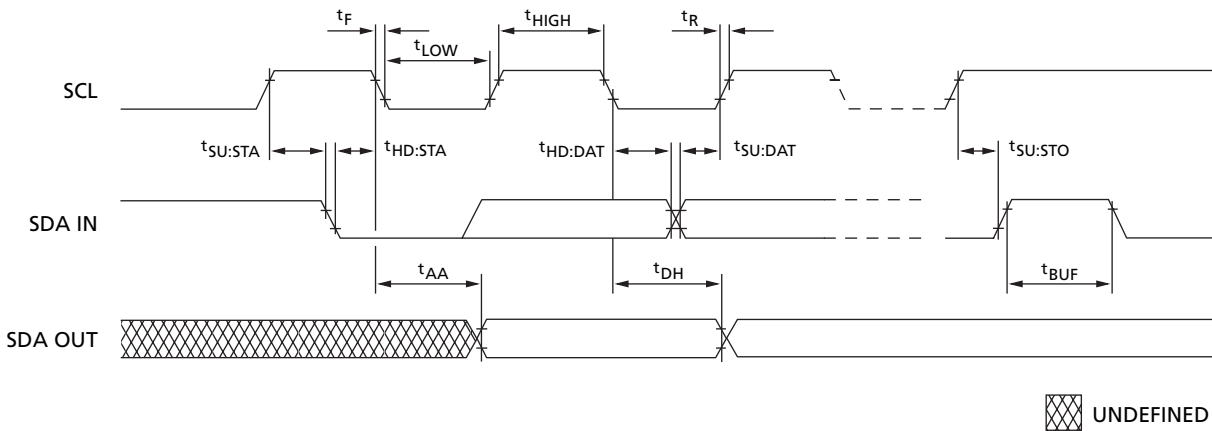 tF
tHIGH
tR
tLOW
SCL
tSU:STA
tHD:STA
tHD:DAT
tSU:DAT
tSU:STO
SDA IN
tAA
tDH
tBUF
SDA OUT
UNDEFINED